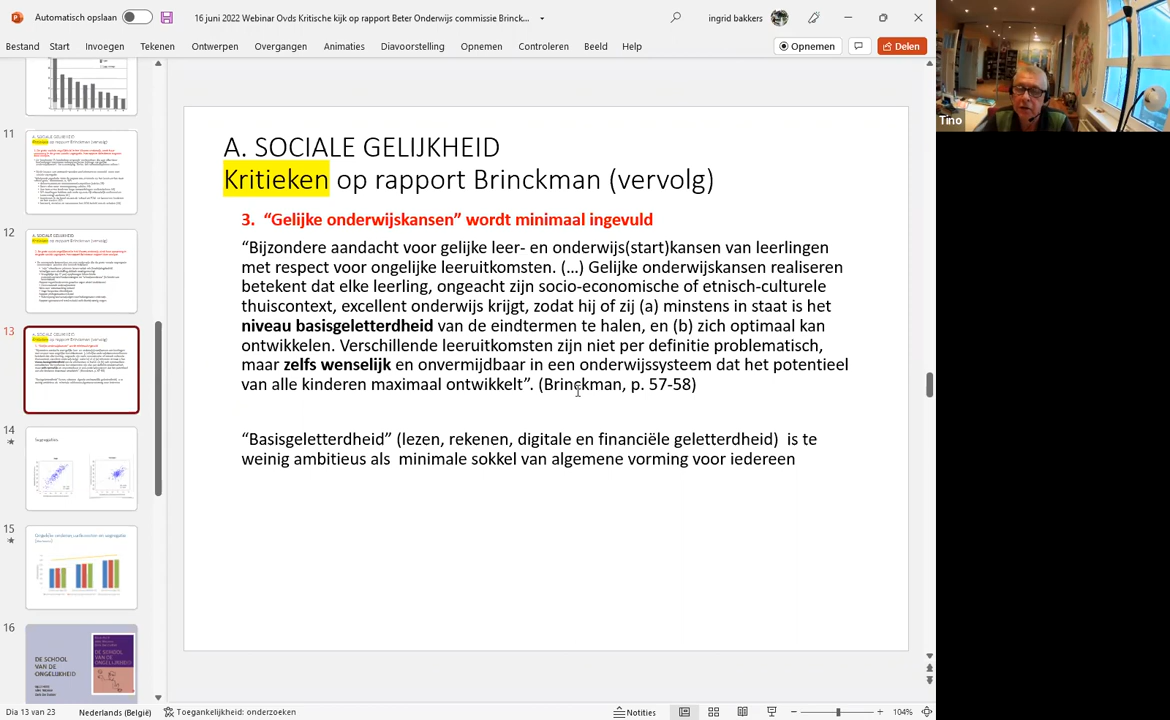 Automatisch opslaan
16 juni 2022 Webinar Ovds Kritische kijk op rapport Beter Onderwijs commissie Brinck...
ingrid bakkers
Bestand Start Invoegen Tekenen Ontwerpen Overgangen Animaties Diavoorstelling Opnemen Controleren Beeld Help
Opnemen
Delen
Tino
11
12
13
14
Segregatie
15
16
DE SCHOOL
VAN DE
ONGELIJKHEID
A. SOCIALE GELIJKHEID
Kritieken op rapport Brinckman (vervolg)
3. “Gelijke onderwijskansen” wordt minimaal ingevuld
“Bijzondere aandacht voor gelijke leer- en onderwijs(start)kansen van leerlingen
met respect voor ongelijke leeruitkomsten. (…) Gelijke onderwijskansen realiseren
betekent dat elke leerling, ongeacht zijn socio-economische of etnisch-culturele
thuiscontext, excellent onderwijs krijgt, zodat hij of zij (a) minstens in staat is het
niveau basisgeletterdheid van de eindtermen te halen, en (b) zich optimaal kan
ontwikkelen. Verschillende leeruitkomsten zijn niet per definitie problematisch,
maar zelfs wenselijk en onvermijdbaar in een onderwijssysteem dat het potentieel
van alle kinderen maximaal ontwikkelt”. (Brinckman, p. 57-58)
“Basisgeletterdheid” (lezen, rekenen, digitale en financiële geletterdheid) is te
weinig ambitieus als minimale sokkel van algemene vorming voor iedereen
Dia 13 van 23
Nederlands (België)
Toegankelijkheid: onderzoeken
Notities
104%